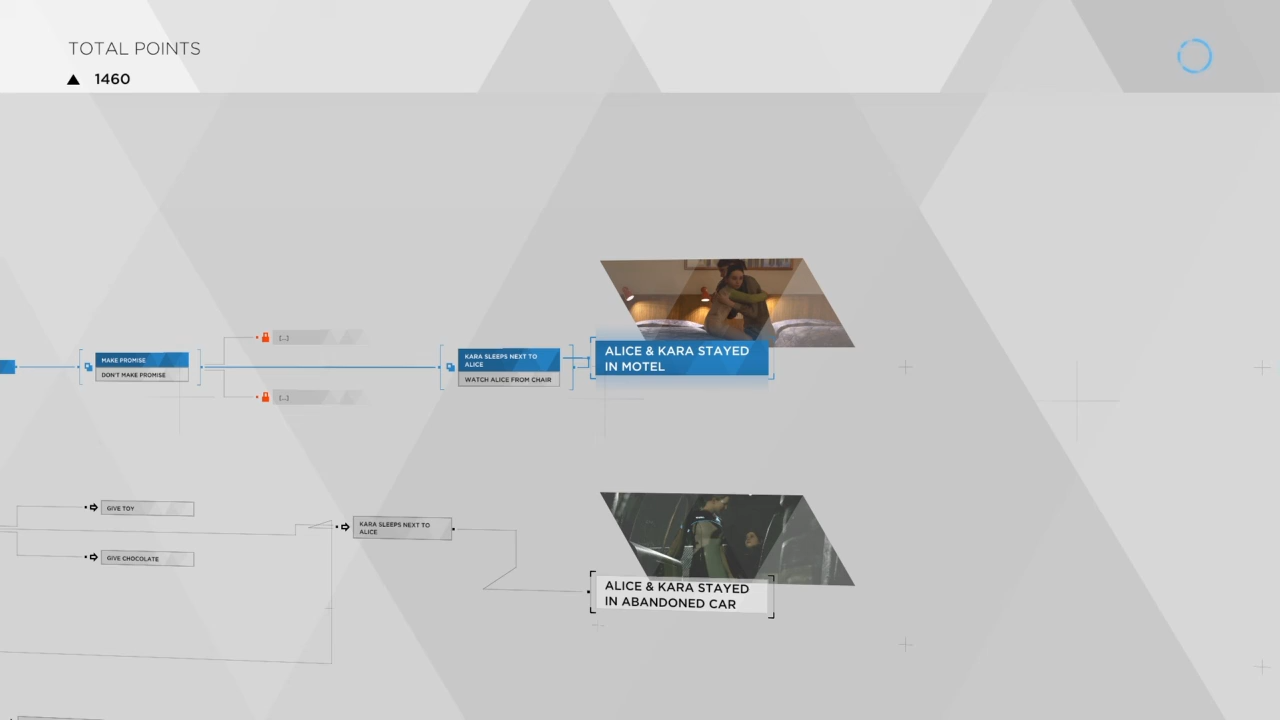 TOTAL POINTS
1460
MAKE PROMISE
DON'T MAKE PROMISE
(...)
(...)
KARA SLEEPS NEXT TO
ALICE
WATCH ALICE FROM CHAIR
ALICE & KARA STAYED
IN MOTEL
GIVE TOY
GIVE CHOCOLATE
KARA SLEEPS NEXT TO
ALICE
ALICE & KARA STAYED
IN ABANDONED CAR